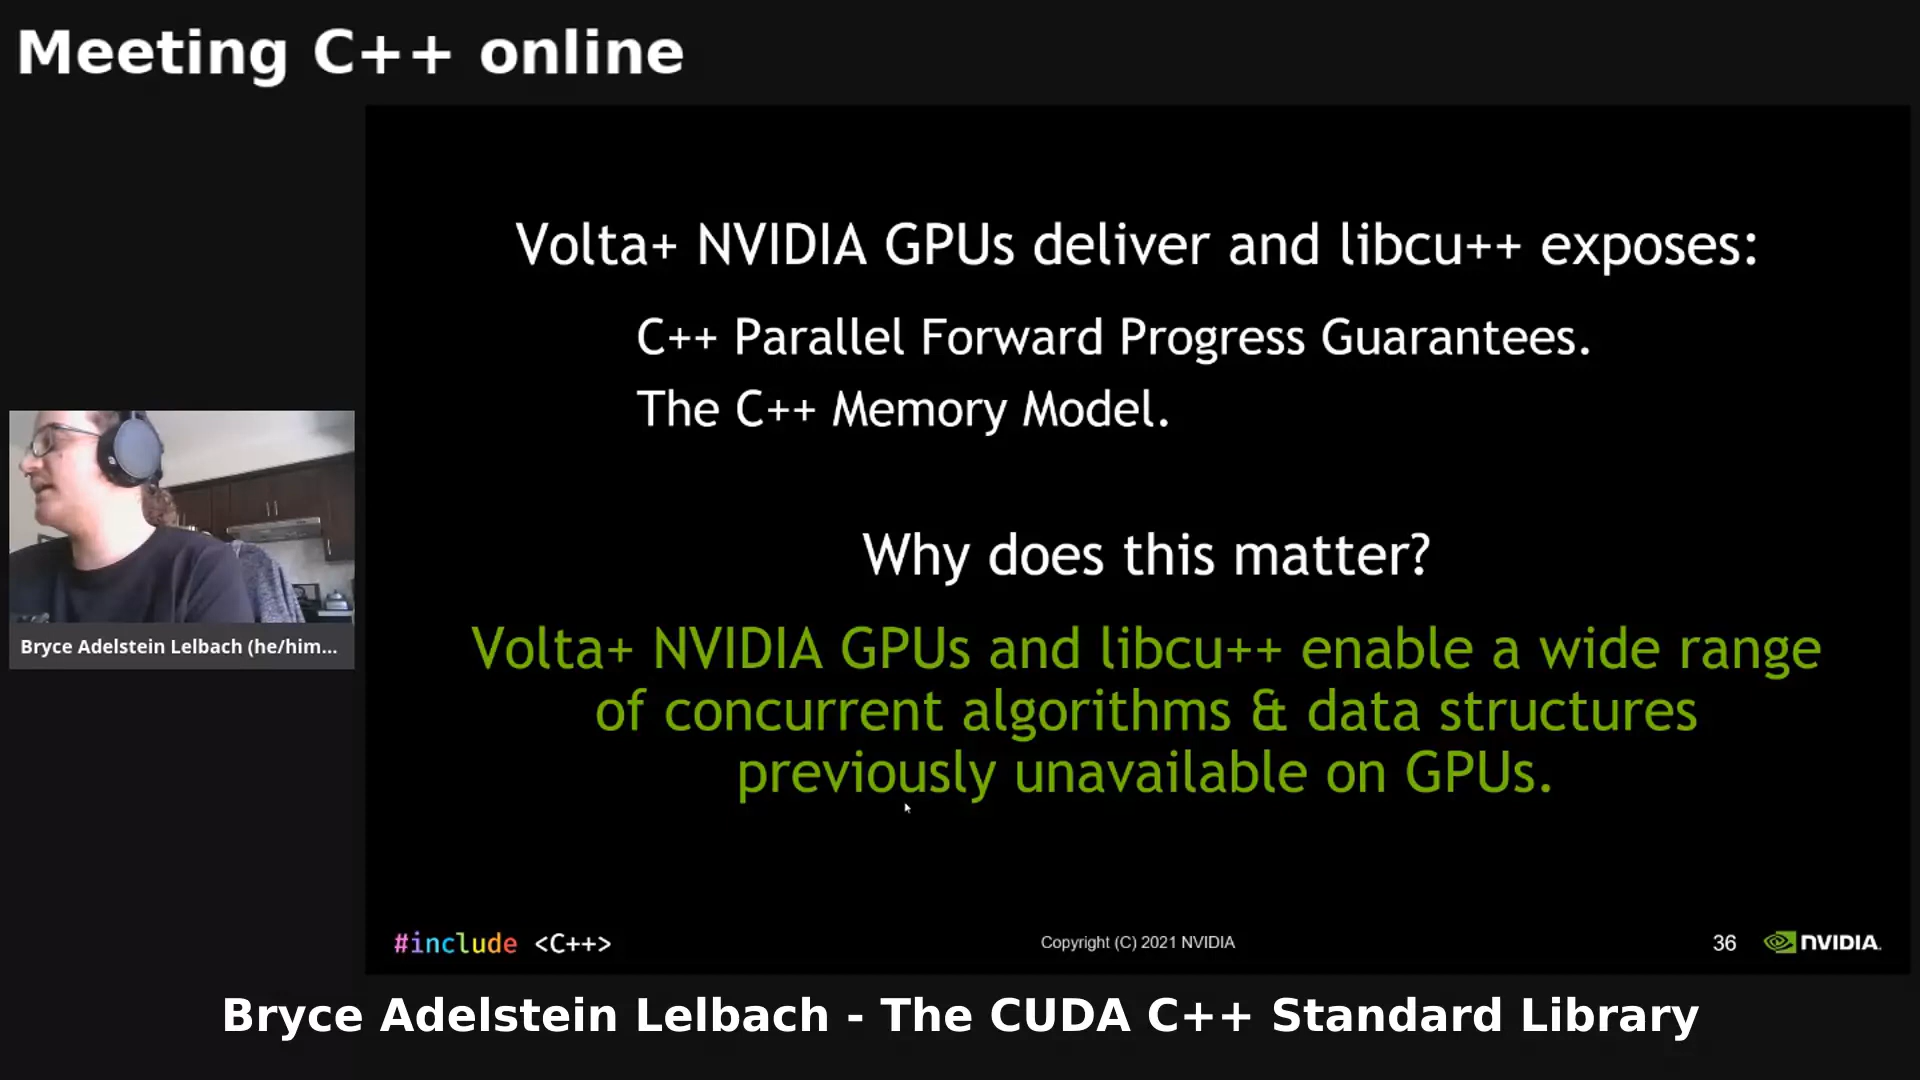 Meeting C++ online
Volta+ NVIDIA GPUs deliver and libcu++ exposes:
C++ Parallel Forward Progress Guarantees.
The C++ Memory Model.
Why does this matter?
Volta+ NVIDIA GPUs and libcu++ enable a wide range
of concurrent algorithms & data structures
previously unavailable on GPUs.
Bryce Adelstein Lelbach (he/him...
#include <C++>
Copyright (C) 2021 NVIDIA
36
NVIDIA.
Bryce Adelstein Lelbach - The CUDA C++ Standard Library